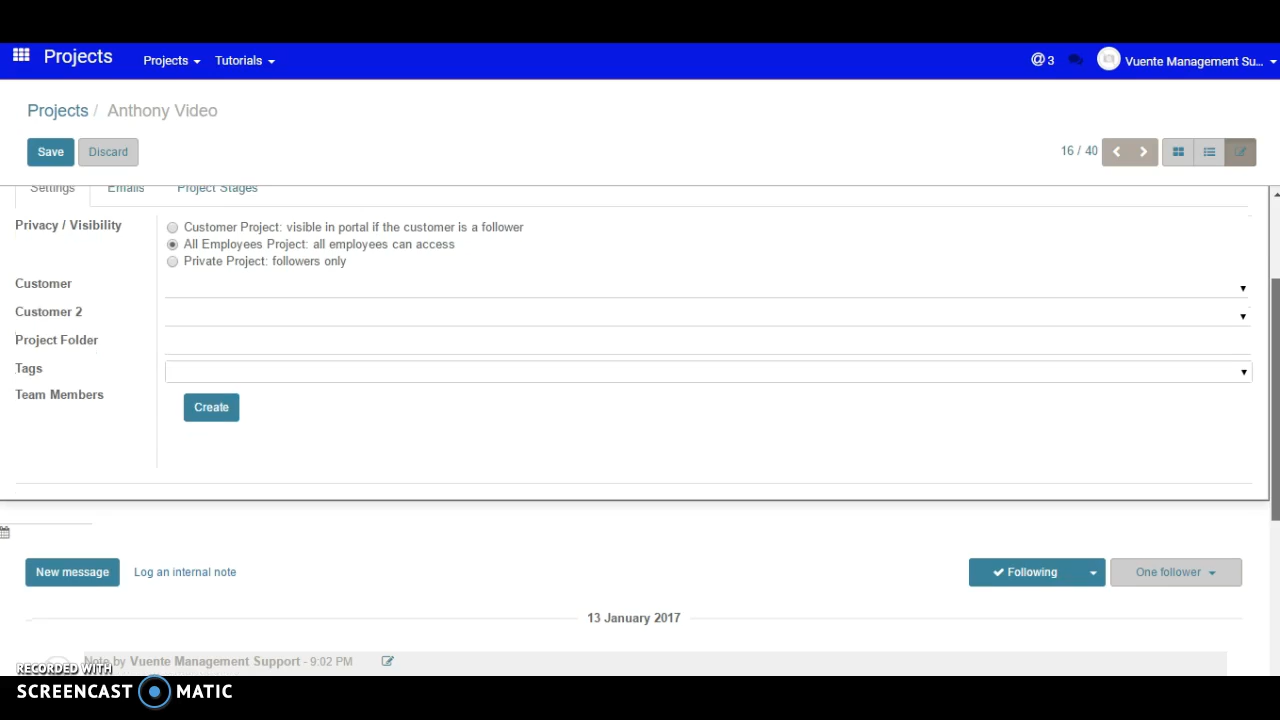 Projects
Projects Tutorials @ 3 Vuente Management Su...
Projects / Anthony Video
Save Discard 16 / 40
Settings Emails Project Stages
Privacy / Visibility
Customer Project: visible in portal if the customer is a follower
All Employees Project: all employees can access
Private Project: followers only
Customer
Customer 2
Project Folder
Tags
Team Members
Create
New message Log an internal note Following One follower
13 January 2017
Note by Vuente Management Support - 9:02 PM
RECORDED WITH
SCREENCAST MATIC